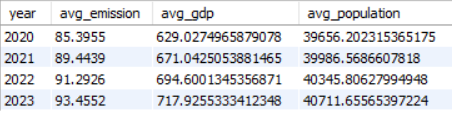 year avg_emission avg_gdp avg_population
2020 85.3955 629.0274965879078 39656.202315365175
2021 89.4439 671.0425053881465 39986.5686607818
2022 91.2926 694.6001345356871 40345.80627994948
2023 93.4552 717.9255333412348 40711.65565397224